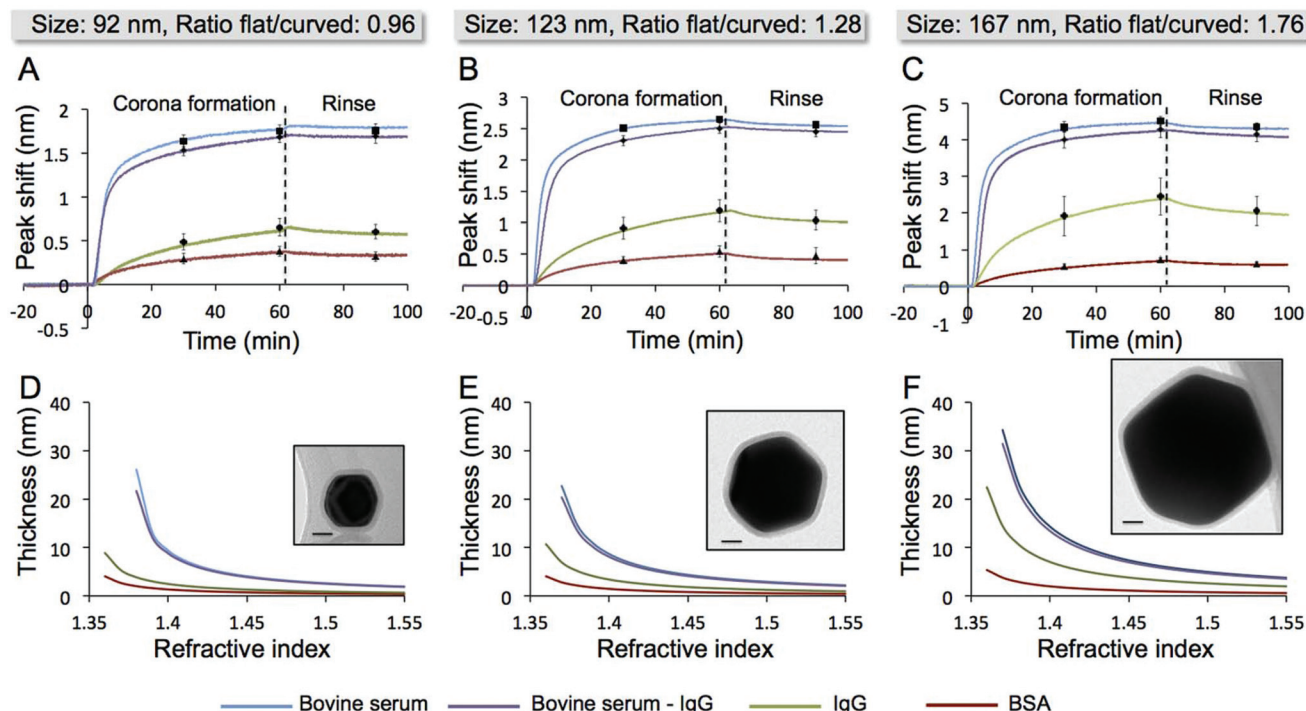 Size: 92 nm, Ratio flat/curved: 0.96
Size: 123 nm, Ratio flat/curved: 1.28
Size: 167 nm, Ratio flat/curved: 1.76
A
Corona formation
Rinse
Peak shift (nm)
2
1.5
1
0.5
0
-0.5
-20
0
20
40
60
80
100
Time (min)
B
Corona formation
Rinse
Peak shift (nm)
3
2.5
2
1.5
1
0.5
0
-0.5
-20
0
20
40
60
80
100
Time (min)
C
Corona formation
Rinse
Peak shift (nm)
5
4
3
2
1
0
-1
-20
0
20
40
60
80
100
Time (min)
D
Thickness (nm)
40
30
20
10
0
1.35
1.4
1.45
1.5
1.55
Refractive index
E
Thickness (nm)
40
30
20
10
0
1.35
1.4
1.45
1.5
1.55
Refractive index
F
Thickness (nm)
40
30
20
10
0
1.35
1.4
1.45
1.5
1.55
Refractive index
Bovine serum
Bovine serum - IgG
IgG
BSA